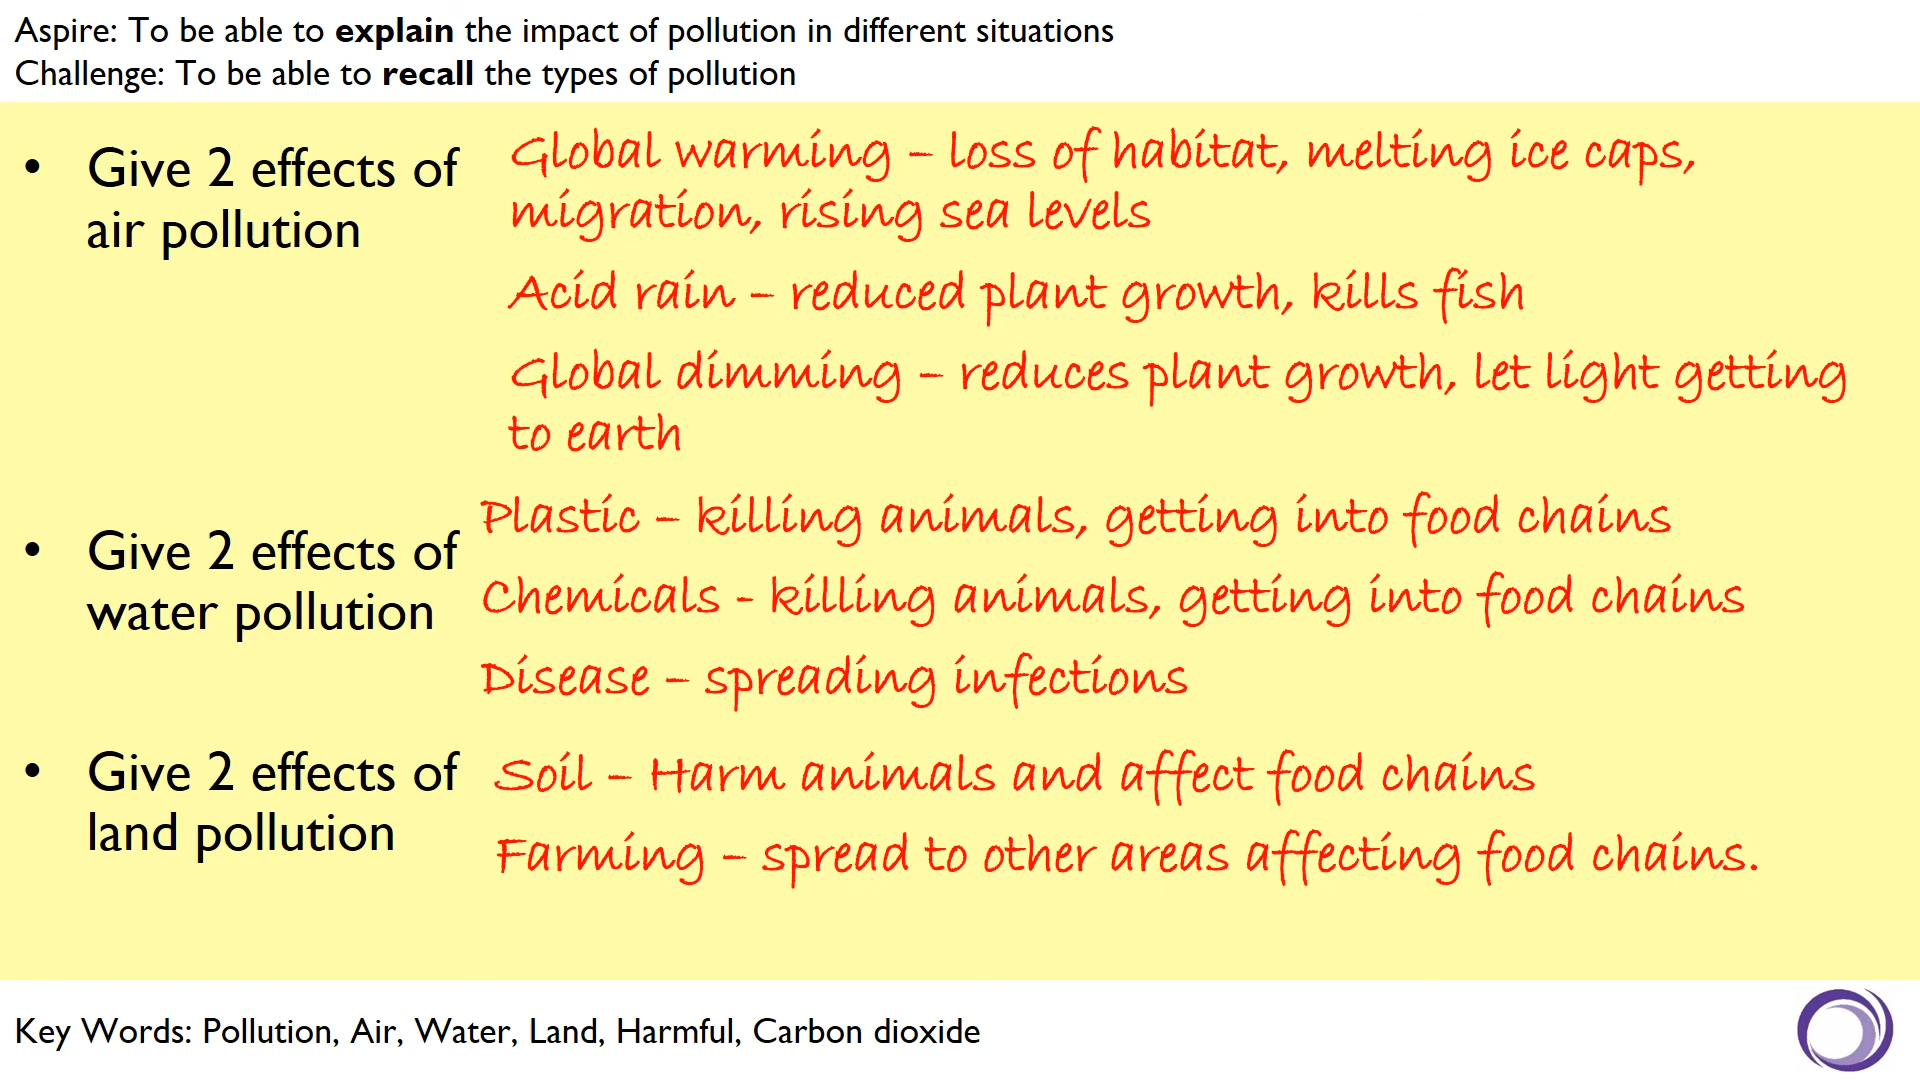 Aspire: To be able to explain the impact of pollution in different situations
Challenge: To be able to recall the types of pollution
• Give 2 effects of
air pollution
Global warming – loss of habitat, melting ice caps,
migration, rising sea levels
Acid rain – reduced plant growth, kills fish
Global dimming – reduces plant growth, let light getting
to earth
• Give 2 effects of
water pollution
Plastic – killing animals, getting into food chains
Chemicals - killing animals, getting into food chains
Disease – spreading infections
• Give 2 effects of
land pollution
Soil – Harm animals and affect food chains
Farming – spread to other areas affecting food chains.
Key Words: Pollution, Air, Water, Land, Harmful, Carbon dioxide